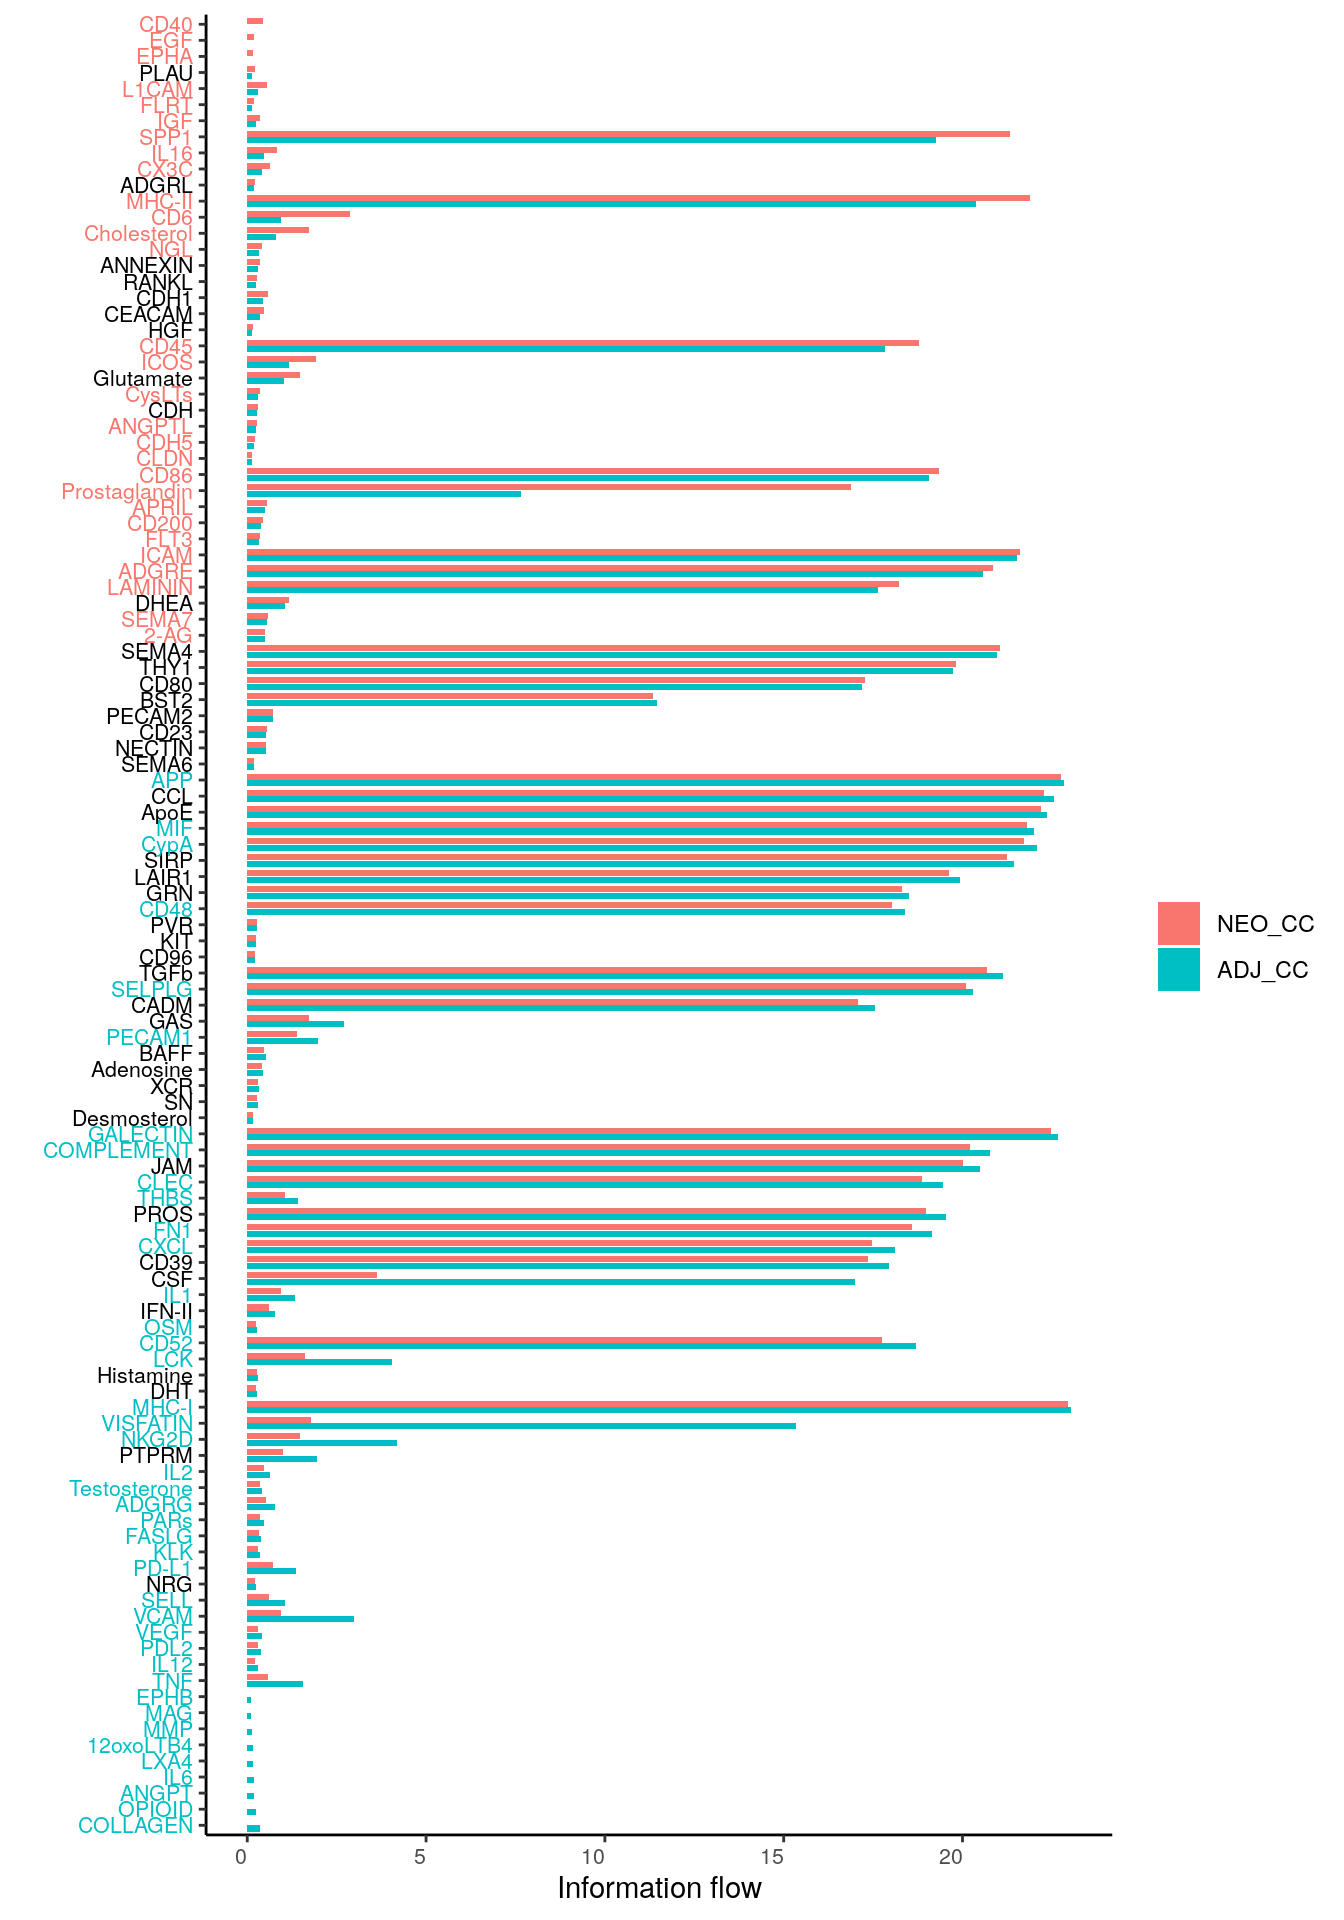 CD40
EGF
EPHA
PLAU
L1CAM
FLRT
IGF
SPP1
IL16
CX3C
ADGRL
MHC-II
CD6
Cholesterol
NGL
ANNEXIN
RANKL
CDH1
CEACAM
HGF
CD45
ICOS
Glutamate
CysLTs
CDH
ANGPTL
CDH5
CLDN
CD86
Prostaglandin
APRIL
CD200
FLT3
ICAM
ADGRE
LAMININ
DHEA
SEMA7
2-AG
SEMA4
THY1
CD80
BST2
PECAM2
CD23
NECTIN
SEMA6
APP
CCL
ApoE
MIF
CypA
SIRP
LAIR1
GRN
CD48
PVR
KIT
CD96
TGFb
SELPLG
CADM
GAS
PECAM1
BAFF
Adenosine
XCR
SN
Desmosterol
GALECTIN
COMPLEMENT
JAM
CLEC
THBS
PROS
FN1
CXCL
CD39
CSF
IL1
IFN-II
OSM
CD52
LCK
Histamine
DHT
MHC-I
VISFATIN
NKG2D
PTPRM
IL2
Testosterone
ADGRG
PARs
FASLG
KLK
PD-L1
NRG
SELL
VCAM
VEGF
PDL2
IL12
TNF
EPHB
MAG
MMP
12oxoLTB4
LXA4
IL6
ANGPT
OPIOID
COLLAGEN
0 5 10 15 20
Information flow
NEO_CC
ADJ_CC